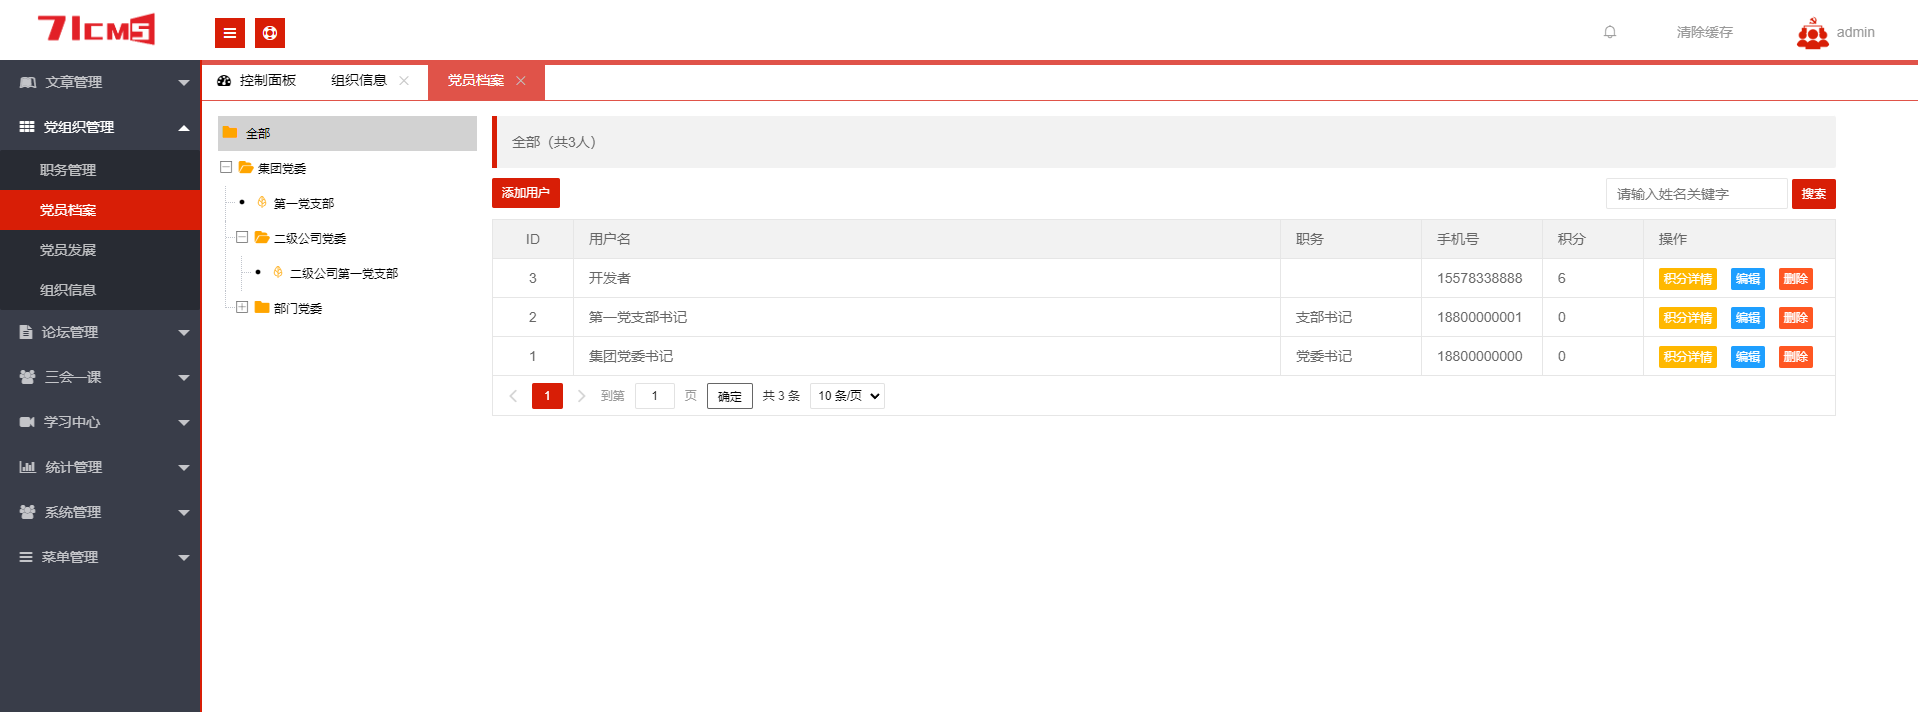 71CMS
清除缓存
admin
文章管理
党组织管理
职务管理
党员档案
党员发展
组织信息
论坛管理
三会一课
学习中心
统计管理
系统管理
菜单管理
控制面板 组织信息 党员档案
全部
集团党委
第一党支部
二级公司党委
二级公司第一党支部
部门党委
全部（共3人）
添加用户
请输入姓名关键字 搜索
ID 用户名 职务 手机号 积分 操作
3 开发者 15578338888 6 积分详情 编辑 删除
2 第一党支部书记 支部书记 18800000001 0 积分详情 编辑 删除
1 集团党委书记 党委书记 18800000000 0 积分详情 编辑 删除
1 到第 1 页 确定 共 3 条 10 条/页